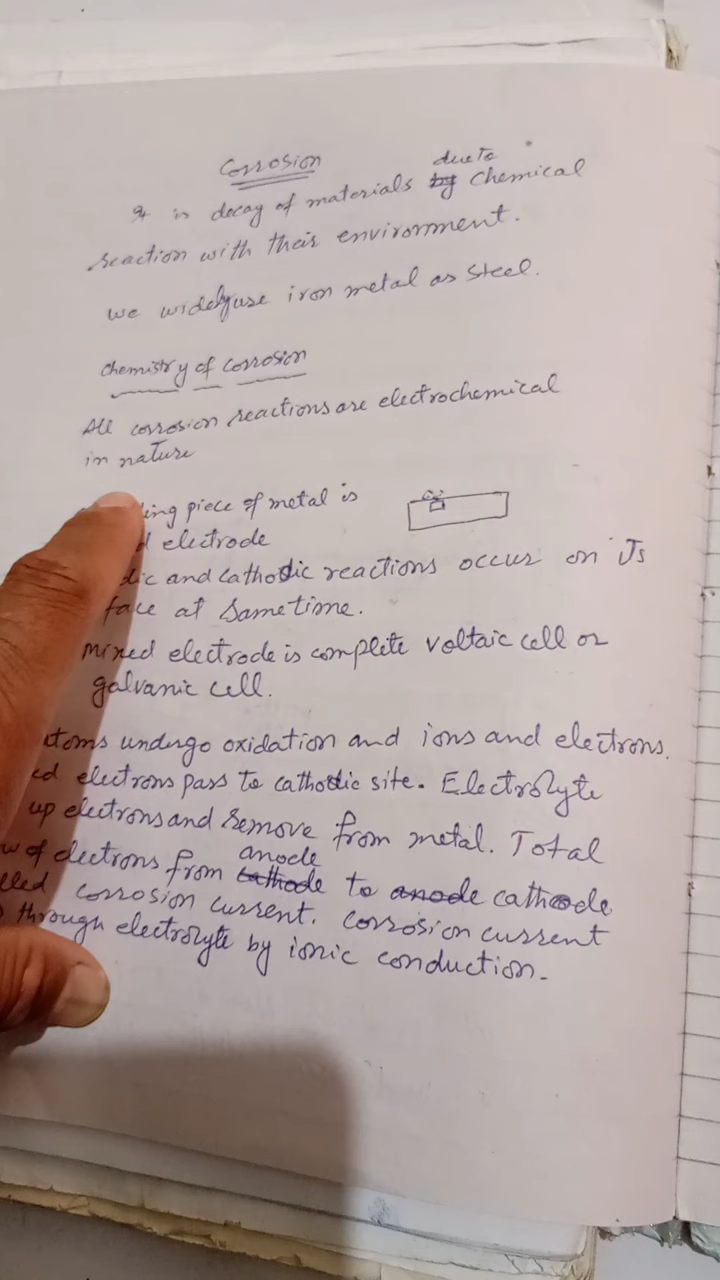 Corrosion
It is decay of materials due to chemical
reaction with their environment.
we widely use iron metal as steel.
Chemistry of corrosion
All corrosion reactions are electrochemical
in nature
piece of metal is
electrode
and cathodic reactions occur on Its
face at Sametime.
mixed electrode is complete voltaic cell or
galvanic cell.
atoms undergo oxidation and ions and electrons.
electrons pass to cathodic site. Electrolyte
up electrons and remove from metal. Total
of electrons from anode to cathode
corrosion current. Corrosion current
through electrolyte by ionic conduction.